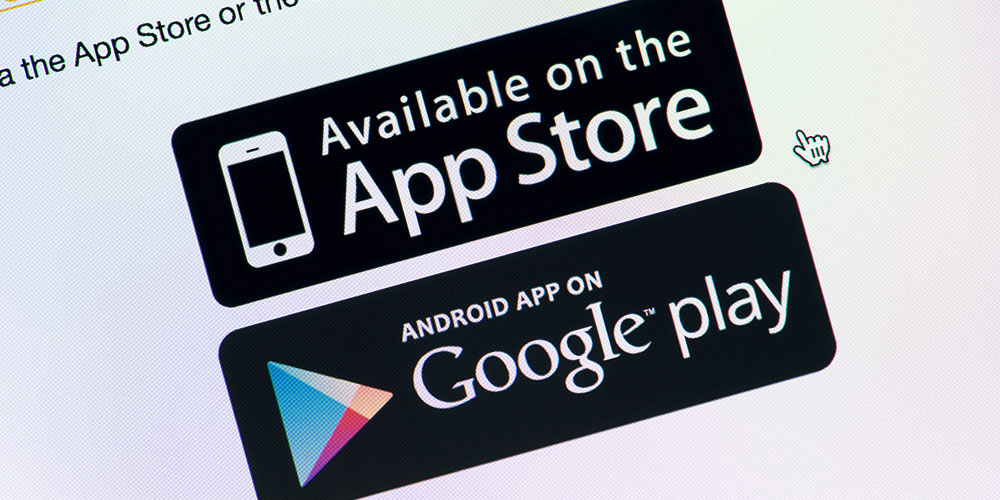 a the App Store or the
Available on the
App Store
ANDROID APP ON
Google™ play